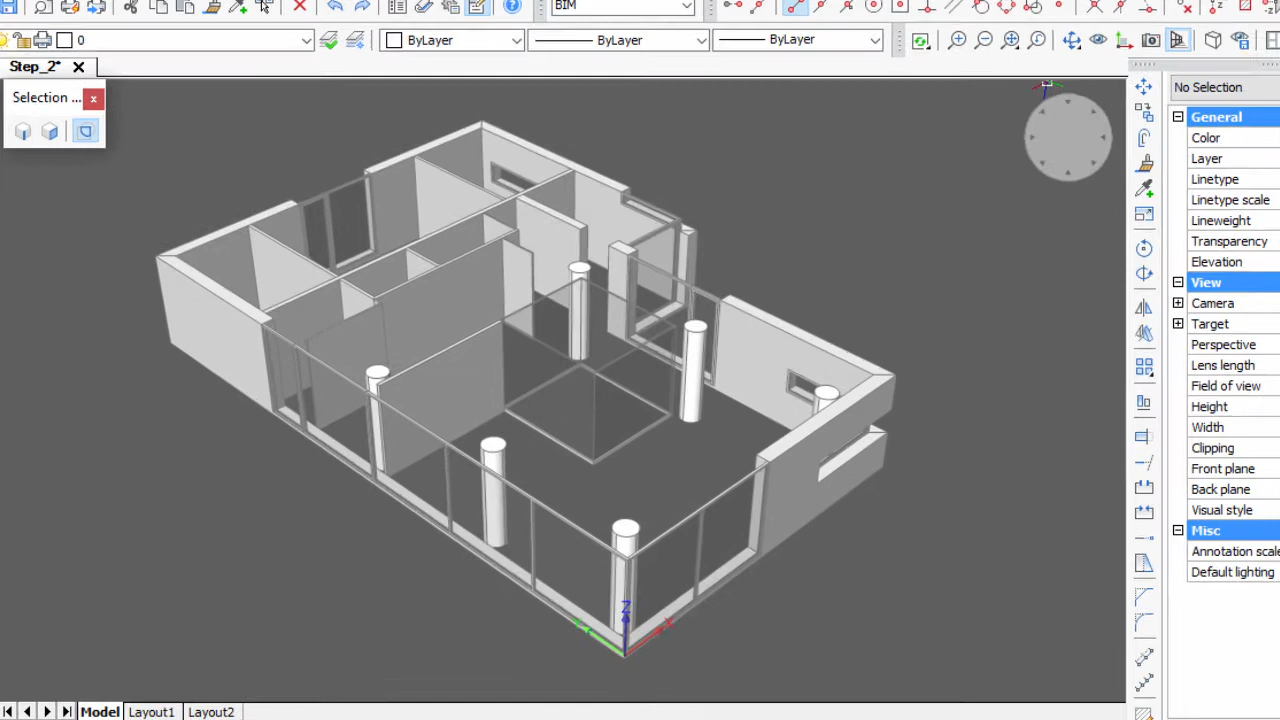 BIM
0
ByLayer
ByLayer
ByLayer
Step_2*
Selection ...
No Selection
General
Color
Layer
Linetype
Linetype scale
Lineweight
Transparency
Elevation
View
Camera
Target
Perspective
Lens length
Field of view
Height
Width
Clipping
Front plane
Back plane
Visual style
Misc
Annotation scale
Default lighting
Z
X
Y
Model
Layout1
Layout2